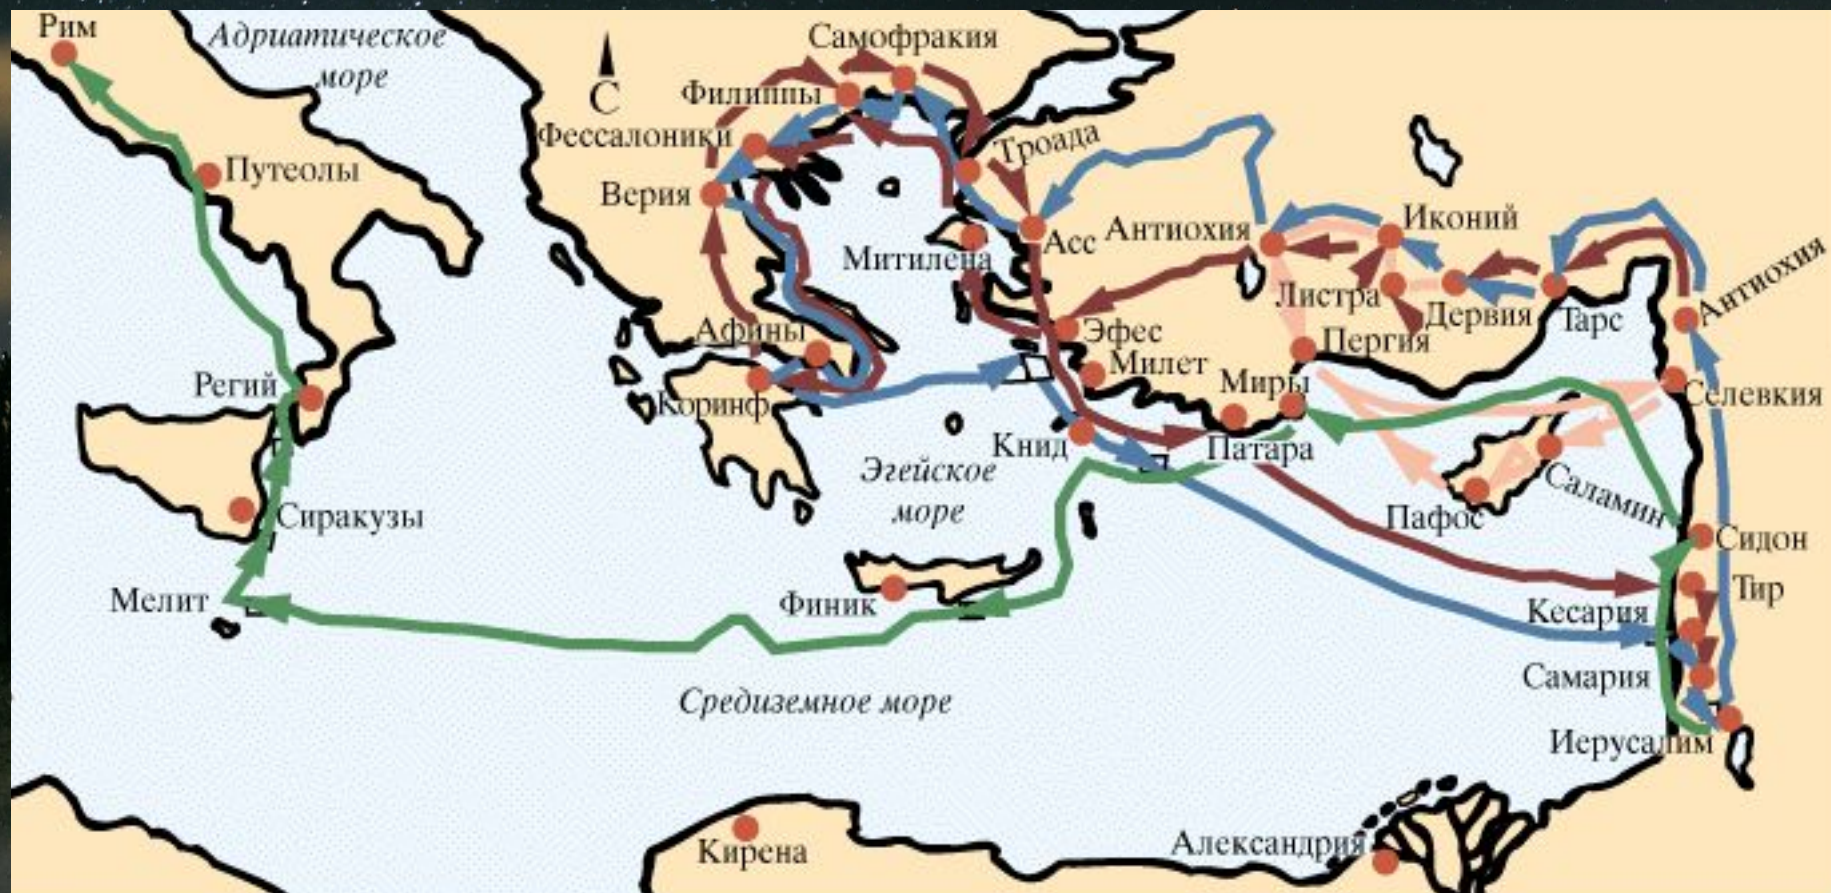 Рим
Адриатическое
море
С
Самофракия
Филиппы
Фессалоники
Троада
Путеолы
Верия
Антиохия
Иконий
Асс
Митилена
Антиохия
Листра
Дервия
Тарс
Афины
Эфес
Пергия
Милет
Миры
Регий
Коринф
Селевкия
Книд
Патара
Эгейское
море
Саламин
Пафос
Сиракузы
Сидон
Мелит
Финик
Тир
Кесария
Самария
Средиземное море
Иерусалим
Кирена
Александрия